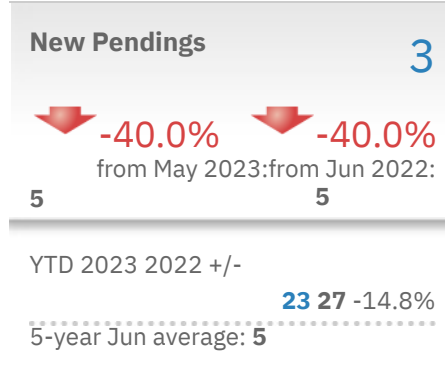 New Pendings 3
-40.0% -40.0%
from May 2023:from Jun 2022:
5 5
YTD 2023 2022 +/-
23 27 -14.8%
5-year Jun average: 5